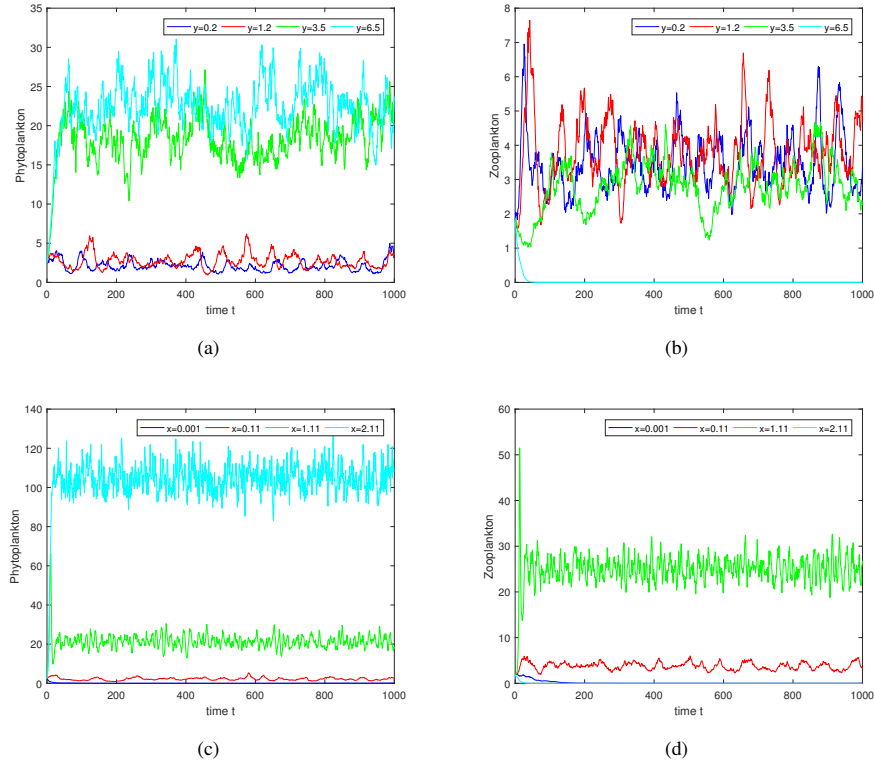 y=0.2 y=1.2 y=3.5 y=6.5
35
30
25
20
15
10
5
0
Phytoplankton
0 200 400 600 800 1000
time t
(a)
y=0.2 y=1.2 y=3.5 y=6.5
8
7
6
5
4
3
2
1
0
Zooplankton
0 200 400 600 800 1000
time t
(b)
x=0.001 x=0.11 x=1.11 x=2.11
140
120
100
80
60
40
20
0
Phytoplankton
0 200 400 600 800 1000
time t
(c)
x=0.001 x=0.11 x=1.11 x=2.11
60
50
40
30
20
10
0
Zooplankton
0 200 400 600 800 1000
time t
(d)